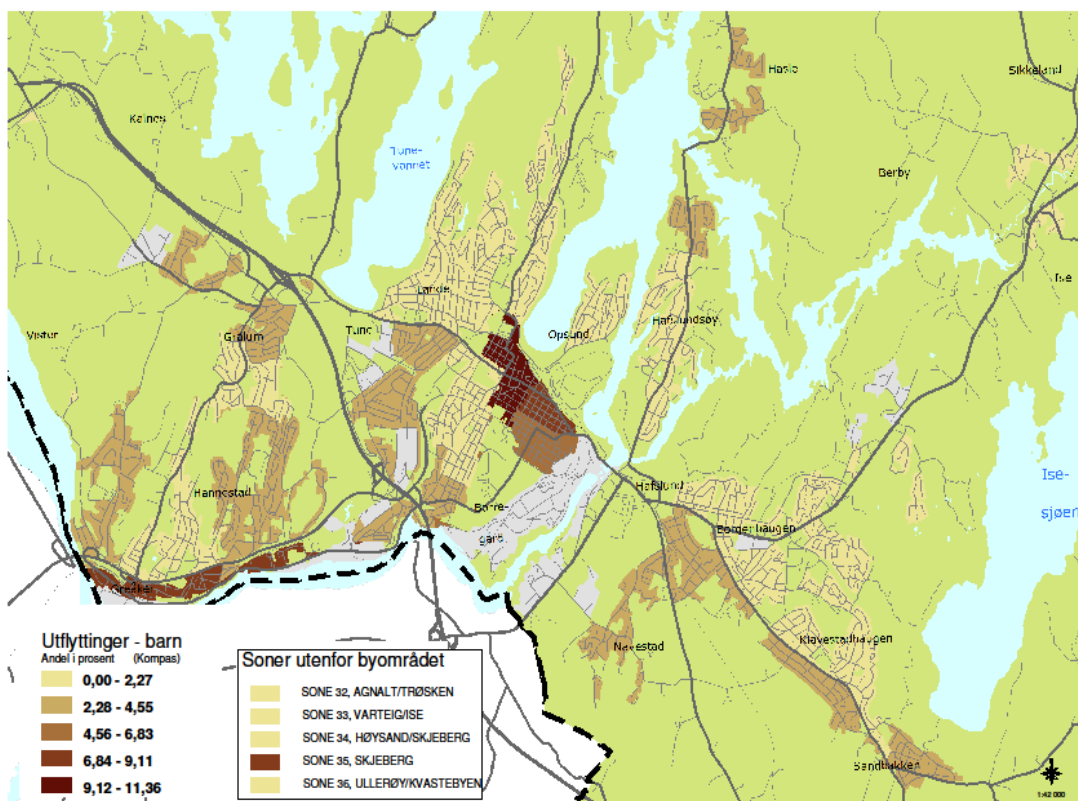 Hasle
Sikkeland
Kalnes
Tune-
vannet
Berby
Ise
Lande
Vister
Grålum
Tune
Opsund
Hafslundsøy
Ise-
sjøen
Hannestad
Hafslund
Borre-
gard
Borgenhaugen
Greåker
Navestad
Klavestadhaugen
Sandbakken
Utflyttinger - barn
Andel i prosent (Kompas)
0,00 - 2,27
2,28 - 4,55
4,56 - 6,83
6,84 - 9,11
9,12 - 11,36
Soner utenfor byområdet
SONE 32, AGNALT/TRØSKEN
SONE 33, VARTEIG/ISE
SONE 34, HØYSAND/SKJEBERG
SONE 35, SKJEBERG
SONE 36, ULLERØY/KVASTEBYEN
1:42 000